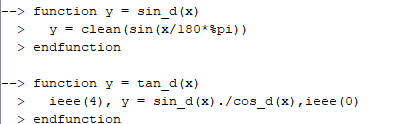 --> function y = sin_d(x)
  >   y = clean(sin(x/180*%pi))
  > endfunction
--> function y = tan_d(x)
  >   ieee(4), y = sin_d(x)./cos_d(x),ieee(0)
  > endfunction